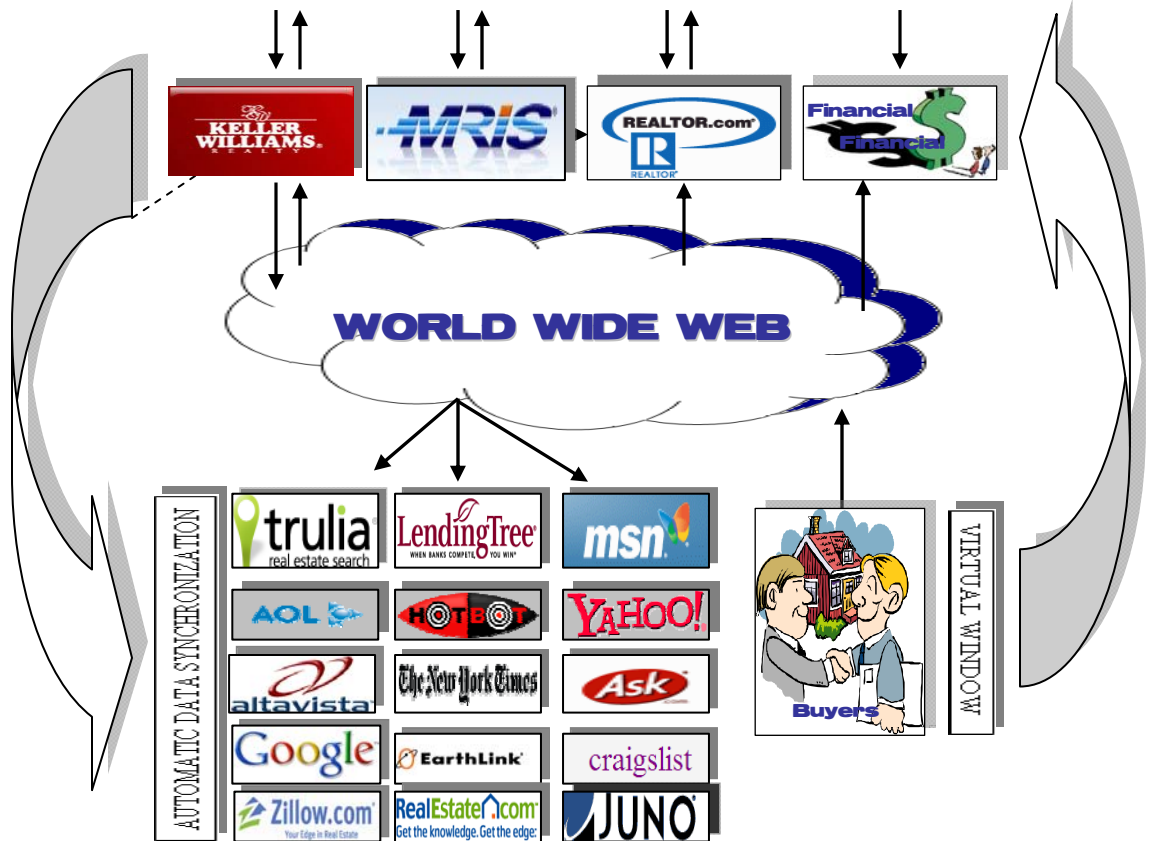 KELLER
WILLIAMS®
REALTY
MRIS®
REALTOR.com®
R
REALTOR®
Financial
$
Financial
WORLD WIDE WEB
AUTOMATIC DATA SYNCHRONIZATION
trulia®
real estate search
LendingTree®
WHEN BANKS COMPETE, YOU WIN®
msn
AOL
HOTBOT
YAHOO!
altavista
The New York Times
Ask
Google
EarthLink®
craigslist
Zillow.com®
Your Edge in Real Estate
RealEstate.com
Get the knowledge. Get the edge.
JUNO®
Buyers
VIRTUAL WINDOW